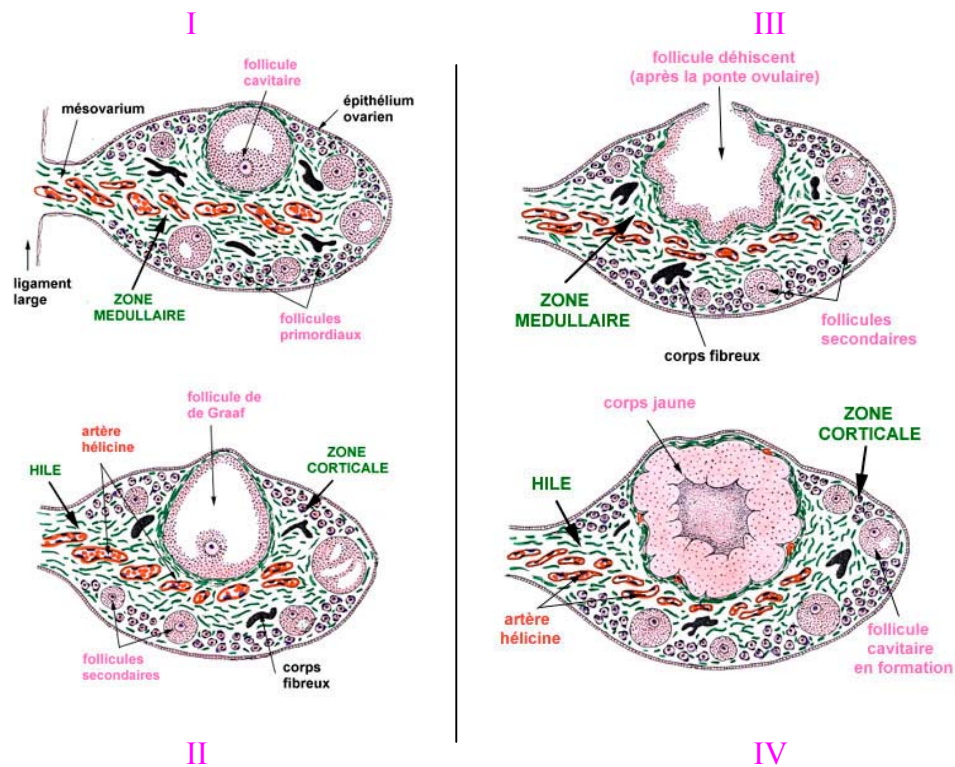 I
follicule
cavitaire
mésovarium
épithélium
ovarien
ligament
large
ZONE
MEDULLAIRE
follicules
primordiaux
follicule de
de Graaf
artère
hélicine
HILE
ZONE
CORTICALE
follicules
secondaires
corps
fibreux
II
III
follicule déhiscent
(après la ponte ovulaire)
ZONE
MEDULLAIRE
corps fibreux
follicules
secondaires
corps jaune
ZONE
CORTICALE
HILE
artère
hélicine
follicule
cavitaire
en formation
IV